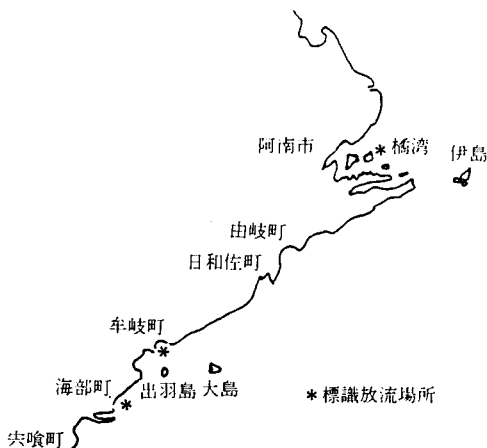 阿南市
橘湾
伊島
由岐町
日和佐町
牟岐町
海部町
出羽島
大島
*標識放流場所
宍喰町